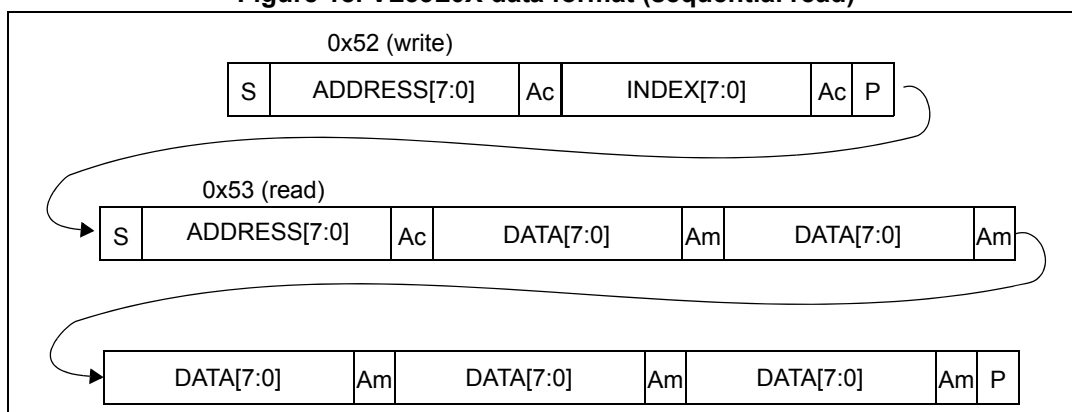 0x52 (write)
S ADDRESS[7:0] Ac INDEX[7:0] Ac P
0x53 (read)
S ADDRESS[7:0] Ac DATA[7:0] Am DATA[7:0] Am
DATA[7:0] Am DATA[7:0] Am DATA[7:0] Am P